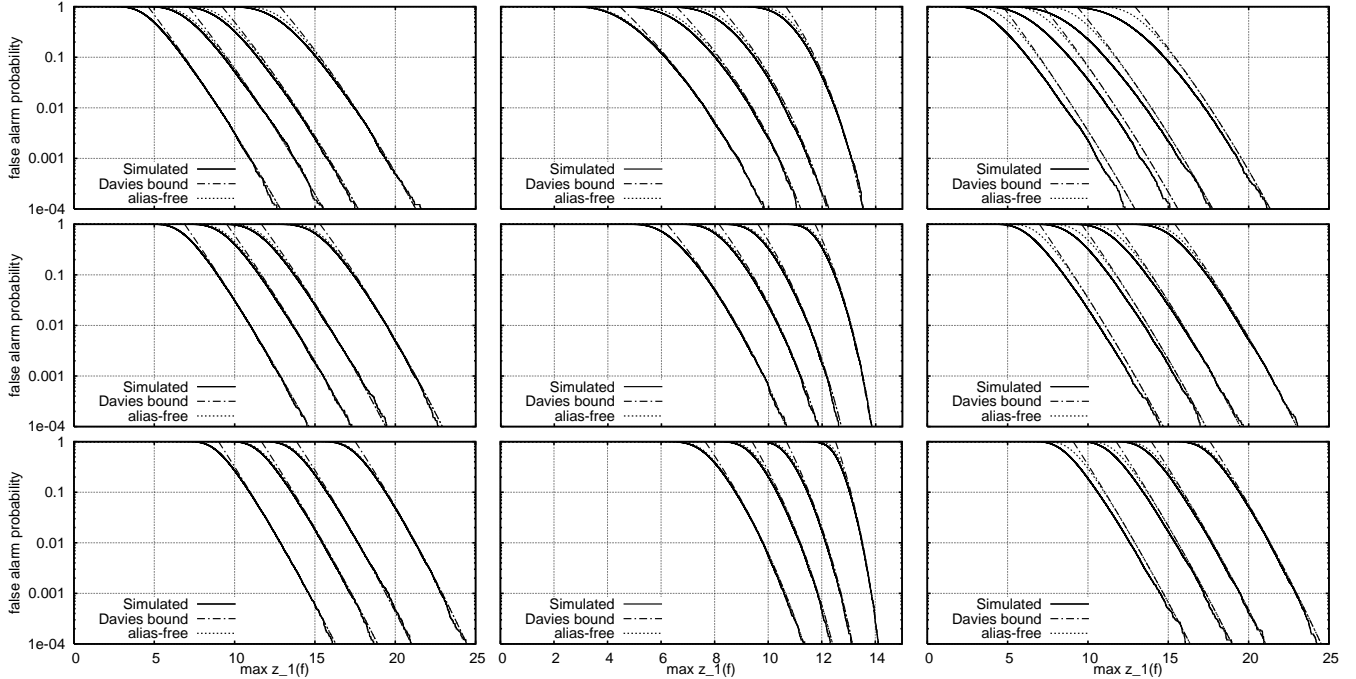 1
0.1
0.01
0.001
1e-04
false alarm probability
Simulated
Davies bound
alias-free
Simulated
Davies bound
alias-free
Simulated
Davies bound
alias-free
1
0.1
0.01
0.001
1e-04
false alarm probability
Simulated
Davies bound
alias-free
Simulated
Davies bound
alias-free
Simulated
Davies bound
alias-free
1
0.1
0.01
0.001
1e-04
false alarm probability
Simulated
Davies bound
alias-free
Simulated
Davies bound
alias-free
Simulated
Davies bound
alias-free
0 5 10 15 20 25
max z_1(f)
0 2 4 6 8 10 12 14
max z_1(f)
0 5 10 15 20 25
max z_1(f)